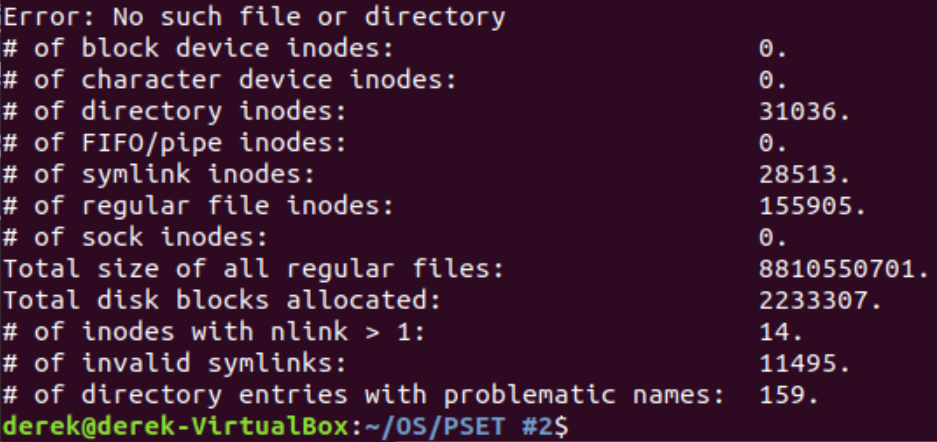 Error: No such file or directory
# of block device inodes: 0.
# of character device inodes: 0.
# of directory inodes: 31036.
# of FIFO/pipe inodes: 0.
# of symlink inodes: 28513.
# of regular file inodes: 155905.
# of sock inodes: 0.
Total size of all regular files: 8810550701.
Total disk blocks allocated: 2233307.
# of inodes with nlink > 1: 14.
# of invalid symlinks: 11495.
# of directory entries with problematic names: 159.
derek@derek-VirtualBox:~/OS/PSET #2$